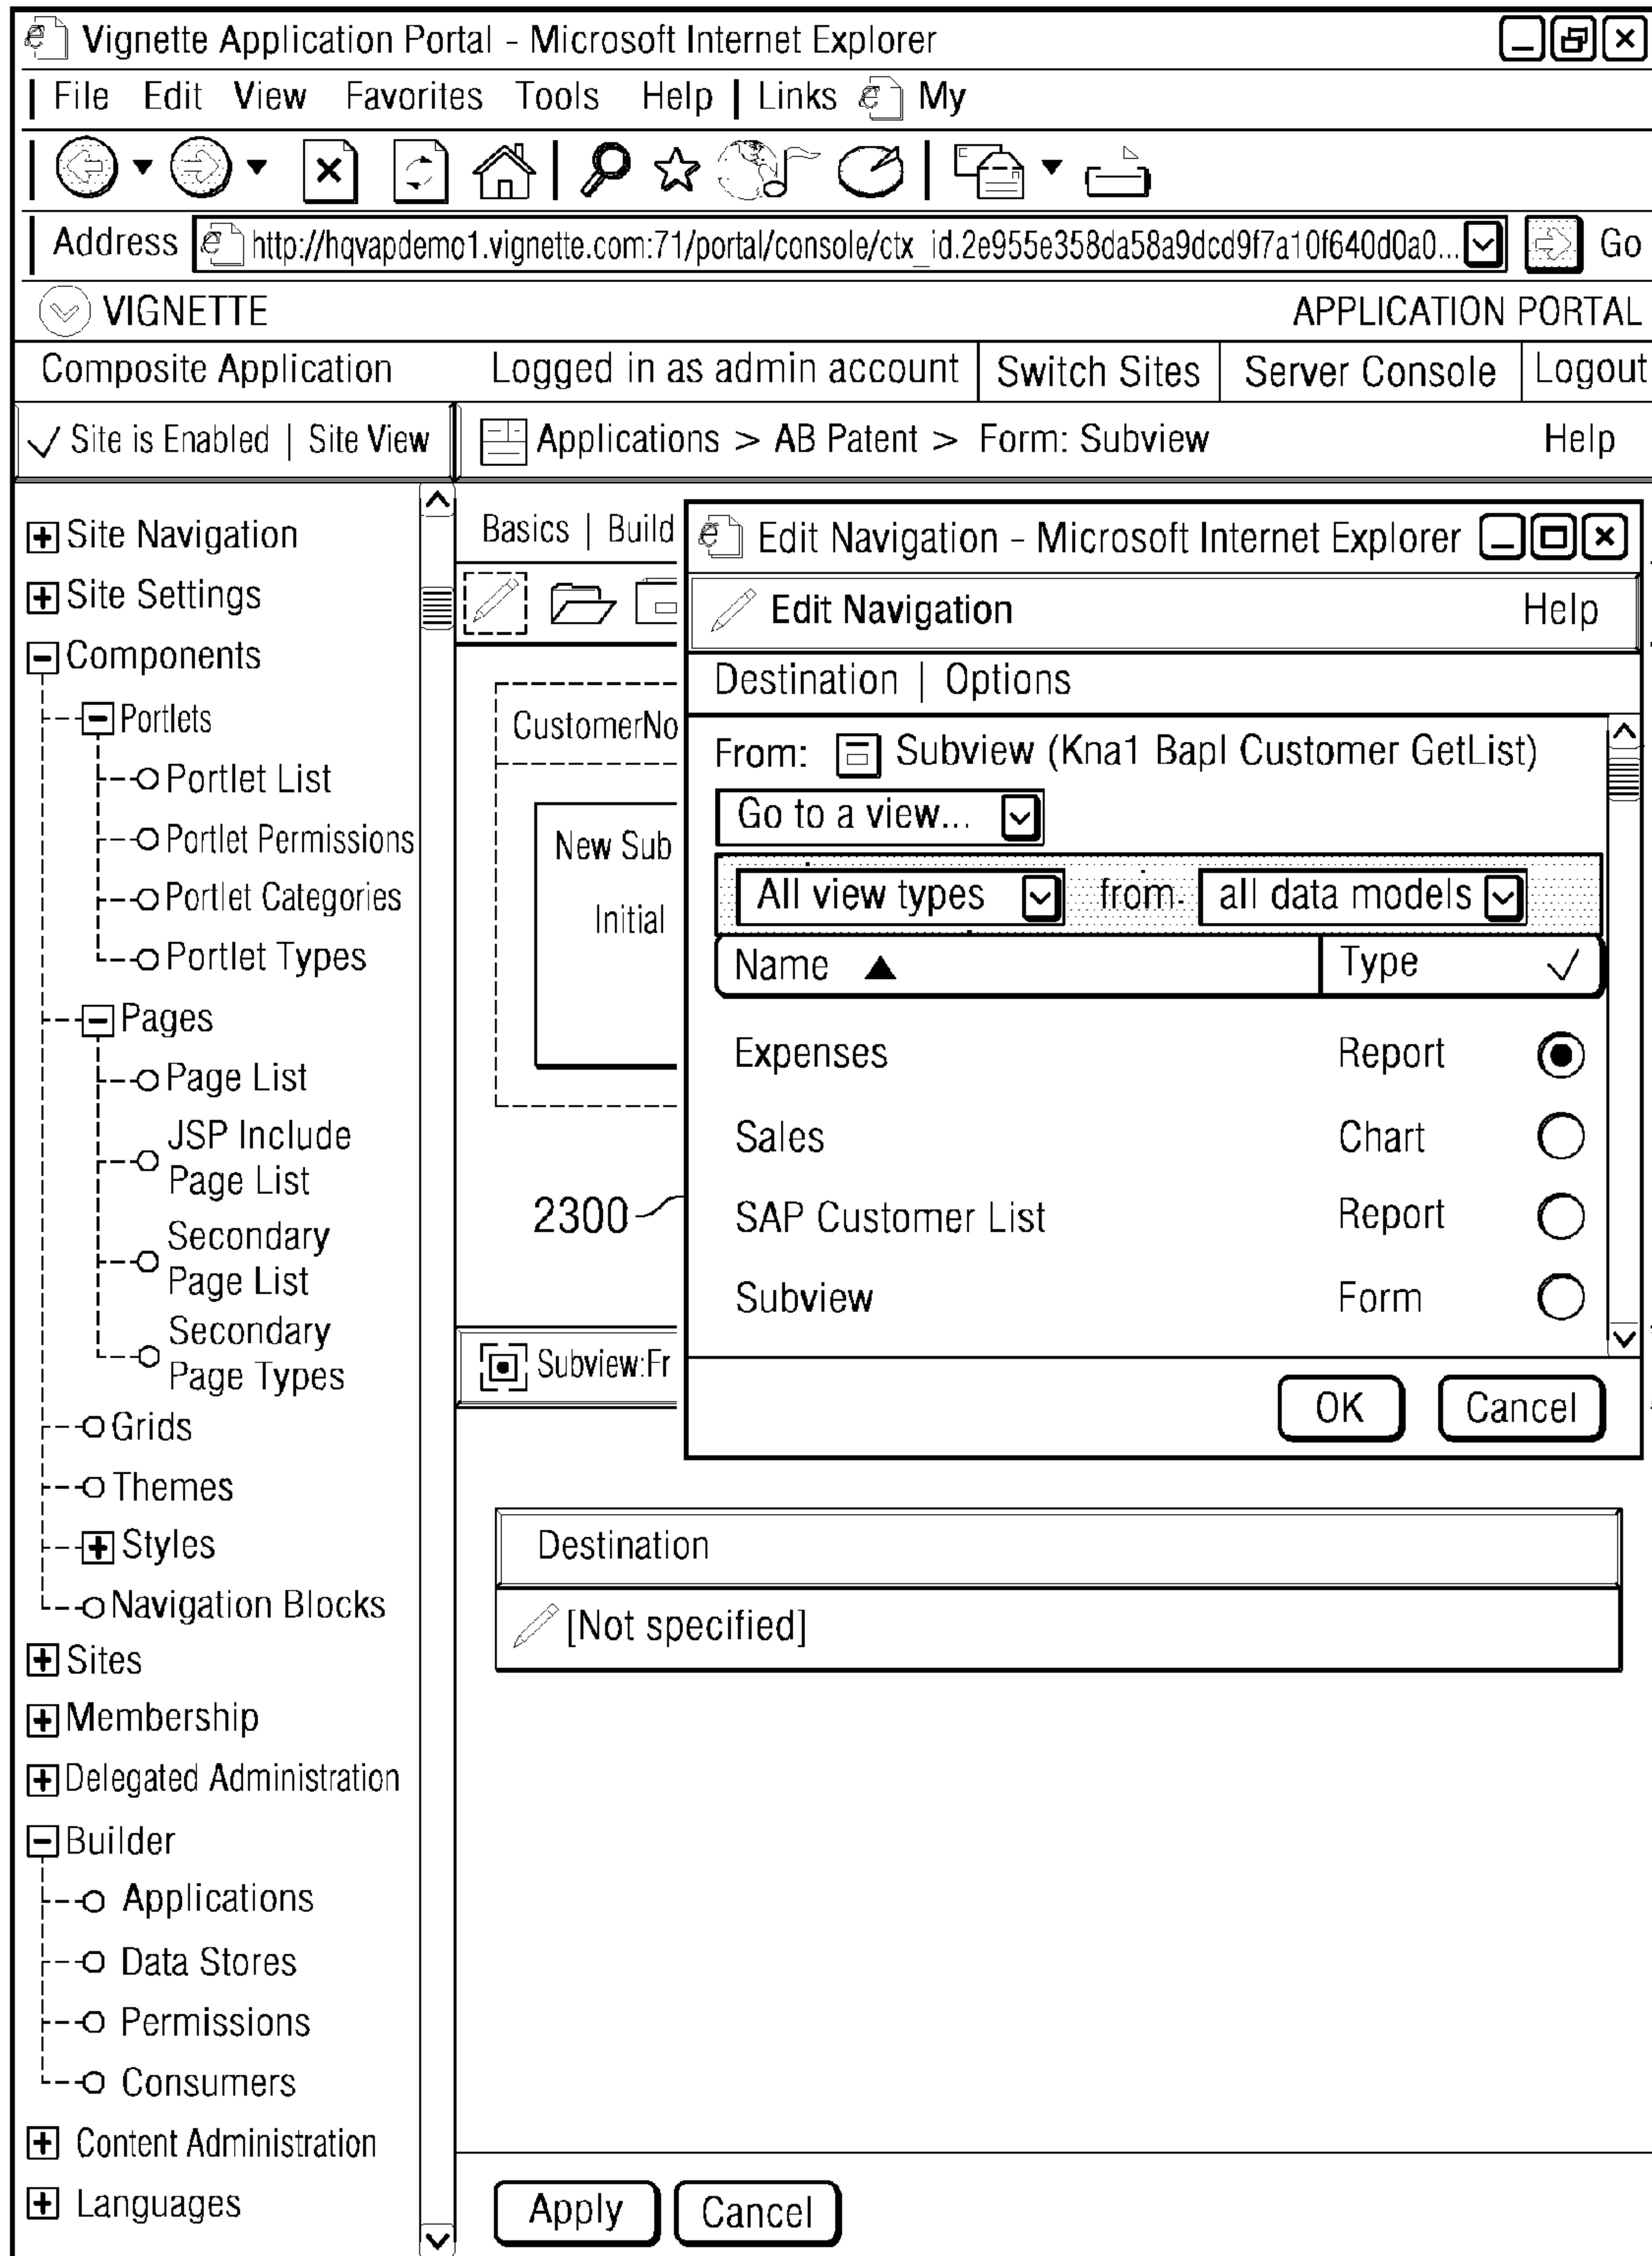 Vignette Application Portal - Microsoft Internet Explorer
File Edit View Favorites Tools Help | Links My
Address http://hqvapdemo1.vignette.com:71/portal/console/ctx_id.2e955e358da58a9dcd9f7a10f640d0a0... Go
VIGNETTE APPLICATION PORTAL
Composite Application Logged in as admin account Switch Sites Server Console Logout
Site is Enabled | Site View Applications > AB Patent > Form: Subview Help
Site Navigation
Site Settings
Components
Portlets
Portlet List
Portlet Permissions
Portlet Categories
Portlet Types
Pages
Page List
JSP Include
Page List
Secondary
Page List
Secondary
Page Types
Grids
Themes
Styles
Navigation Blocks
Sites
Membership
Delegated Administration
Builder
Applications
Data Stores
Permissions
Consumers
Content Administration
Languages
Basics | Build
CustomerNo
New Sub
Initial
2300
Subview:Fr
Edit Navigation - Microsoft Internet Explorer
Edit Navigation Help
Destination | Options
From: Subview (Kna1 Bapl Customer GetList)
Go to a view...
All view types from. all data models
Name Type
Expenses Report
Sales Chart
SAP Customer List Report
Subview Form
OK Cancel
Destination
[Not specified]
Apply Cancel